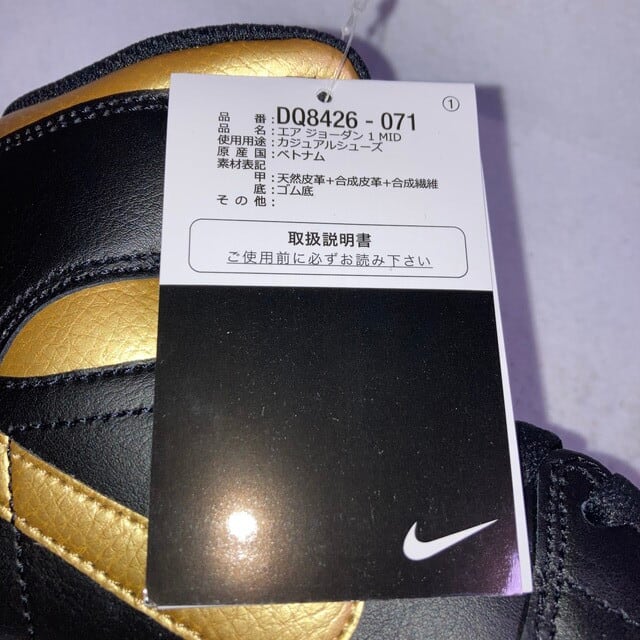 ①
品番：DQ8426 - 071
品名：エア ジョーダン 1 MID
使用用途：カジュアルシューズ
原産国：ベトナム
素材表記
甲：天然皮革+合成皮革+合成繊維
底：ゴム底
その他：
取扱説明書
ご使用前に必ずお読み下さい